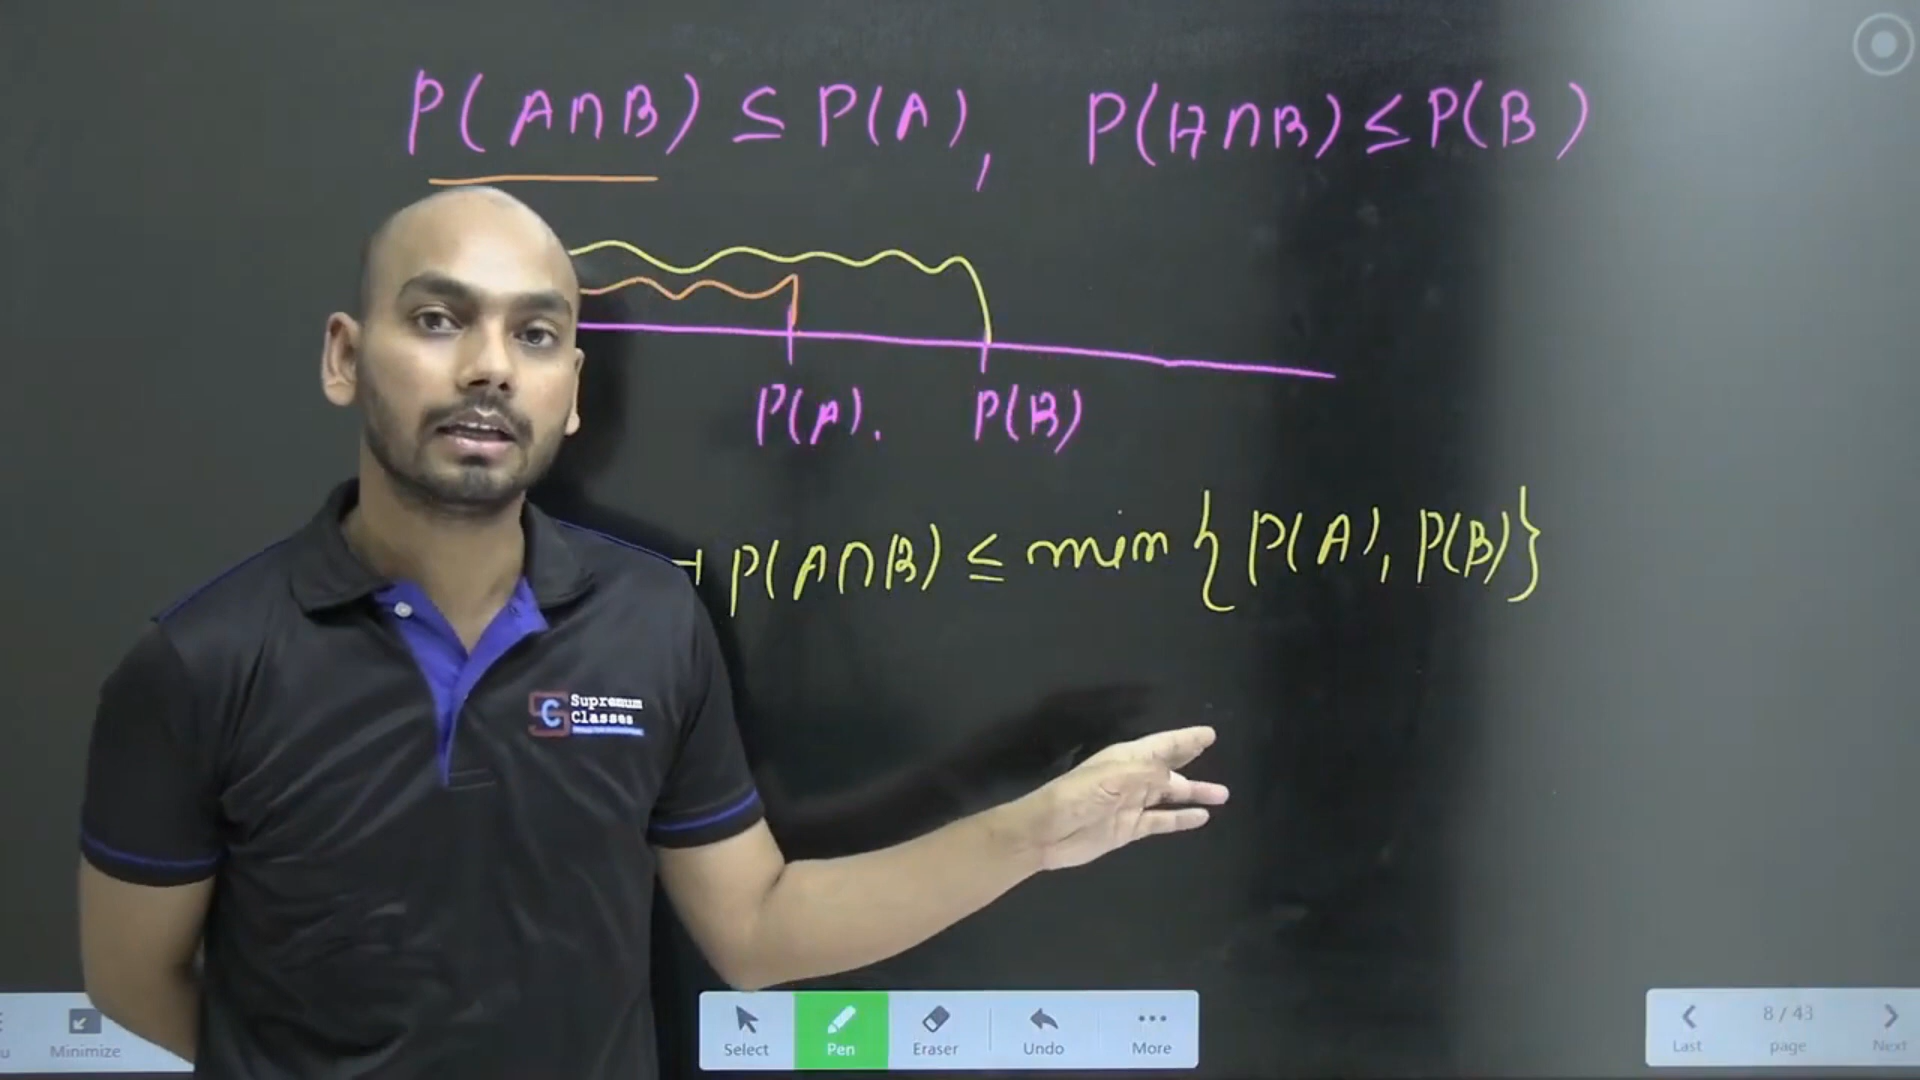 P(A∩B) ≤ P(A), P(A∩B) ≤ P(B)
P(A). P(B)
P(A∩B) ≤ min {P(A), P(B)}
Supremum
Classes
Minimize
Select Pen Eraser Undo More
8 / 43
Last page Next